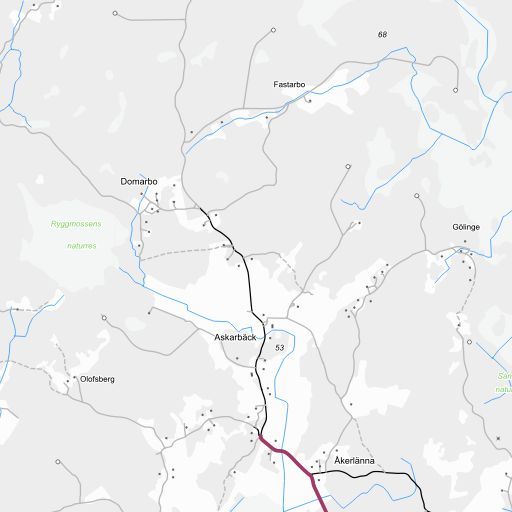 68
Fastarbo
Domarbo
Ryggmossens
naturres
Gölinge
Askarbäck
53
Olofsberg
Åkerlänna